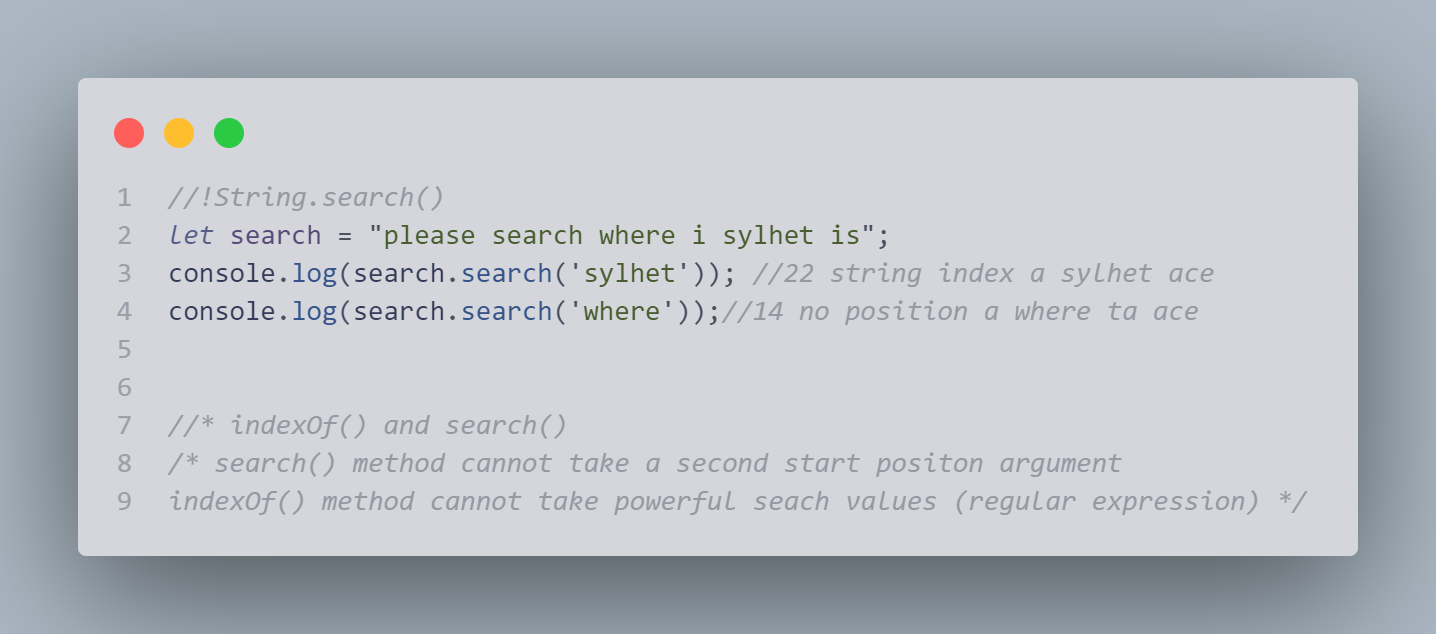 1 //!String.search()
2 let search = "please search where i sylhet is";
3 console.log(search.search('sylhet')); //22 string index a sylhet ace
4 console.log(search.search('where'));//14 no position a where ta ace
5
6
7 //* indexOf() and search()
8 /* search() method cannot take a second start positon argument
9 indexOf() method cannot take powerful seach values (regular expression) */